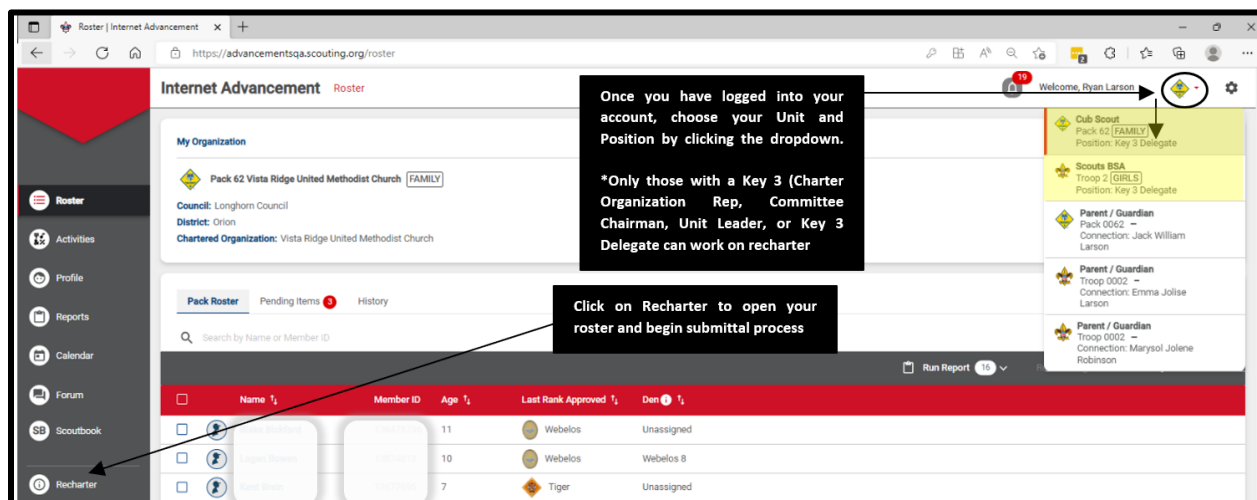 Roster | Internet Advancement
https://advancementsqa.scouting.org/roster
2
Internet Advancement Roster
19
Welcome, Ryan Larson
Once you have logged into your
account, choose your Unit and
Position by clicking the dropdown.
*Only those with a Key 3 (Charter
Organization Rep, Committee
Chairman, Unit Leader, or Key 3
Delegate can work on recharter
Cub Scout
Pack 62 FAMILY
Position: Key 3 Delegate
Scouts BSA
Troop 2 GIRLS
Position: Key 3 Delegate
Parent / Guardian
Pack 0062 –
Connection: Jack William
Larson
Parent / Guardian
Troop 0002 –
Connection: Emma Jolise
Larson
Parent / Guardian
Troop 0002 –
Connection: Marysol Jolene
Robinson
My Organization
Pack 62 Vista Ridge United Methodist Church FAMILY
Council: Longhorn Council
District: Orion
Chartered Organization: Vista Ridge United Methodist Church
Roster
Activities
Profile
Reports
Calendar
Forum
SB Scoutbook
Recharter
Click on Recharter to open your
roster and begin submittal process
Pack Roster Pending Items 3 History
Search by Name or Member ID
Run Report 16
Name Member ID Age Last Rank Approved Den
11 Webelos Unassigned
10 Webelos Webelos 8
7 Tiger Unassigned